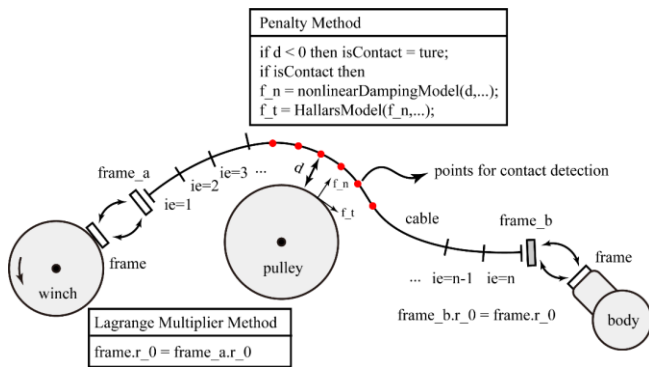 Penalty Method
if d < 0 then isContact = ture;
if isContact then
f_n = nonlinearDampingModel(d,...);
f_t = HallarsModel(f_n,...);
frame_a
ie=1
ie=2
ie=3 ...
d
f_n
f_t
points for contact detection
cable
frame_b
frame
winch
pulley
... ie=n-1 ie=n
frame
body
frame_b.r_0 = frame.r_0
Lagrange Multiplier Method
frame.r_0 = frame_a.r_0